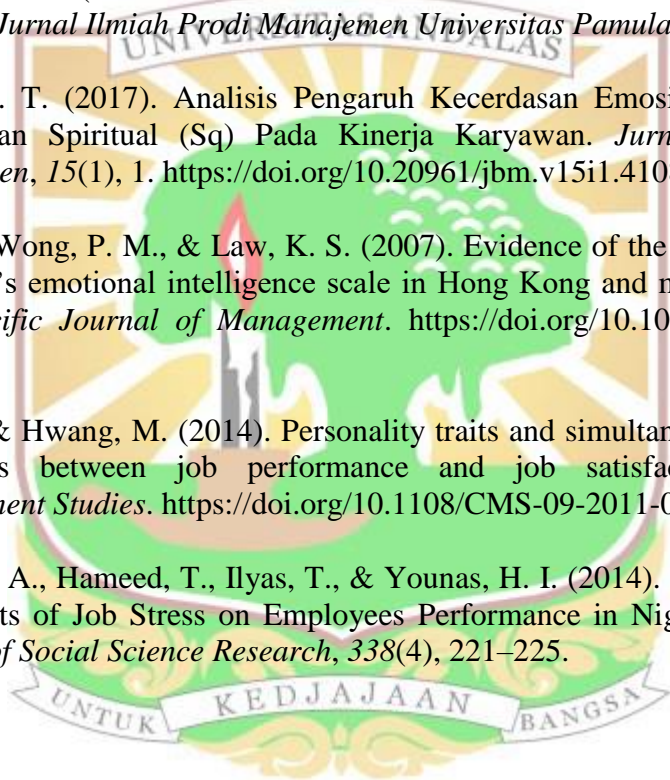 Jurnal Ilmiah Prodi Manajemen Universitas Pamula
UNIVERSITAS ANDALAS
. T. (2017). Analisis Pengaruh Kecerdasan Emosi
an Spiritual (Sq) Pada Kinerja Karyawan. Jurn
en, 15(1), 1. https://doi.org/10.20961/jbm.v15i1.410
Wong, P. M., & Law, K. S. (2007). Evidence of the
's emotional intelligence scale in Hong Kong and m
cific Journal of Management. https://doi.org/10.10
& Hwang, M. (2014). Personality traits and simultan
s between job performance and job satisfac
ment Studies. https://doi.org/10.1108/CMS-09-2011-0
A., Hameed, T., Ilyas, T., & Younas, H. I. (2014).
ts of Job Stress on Employees Performance in Nig
of Social Science Research, 338(4), 221–225.
UNTUK KEDJAJAAN BANGSA